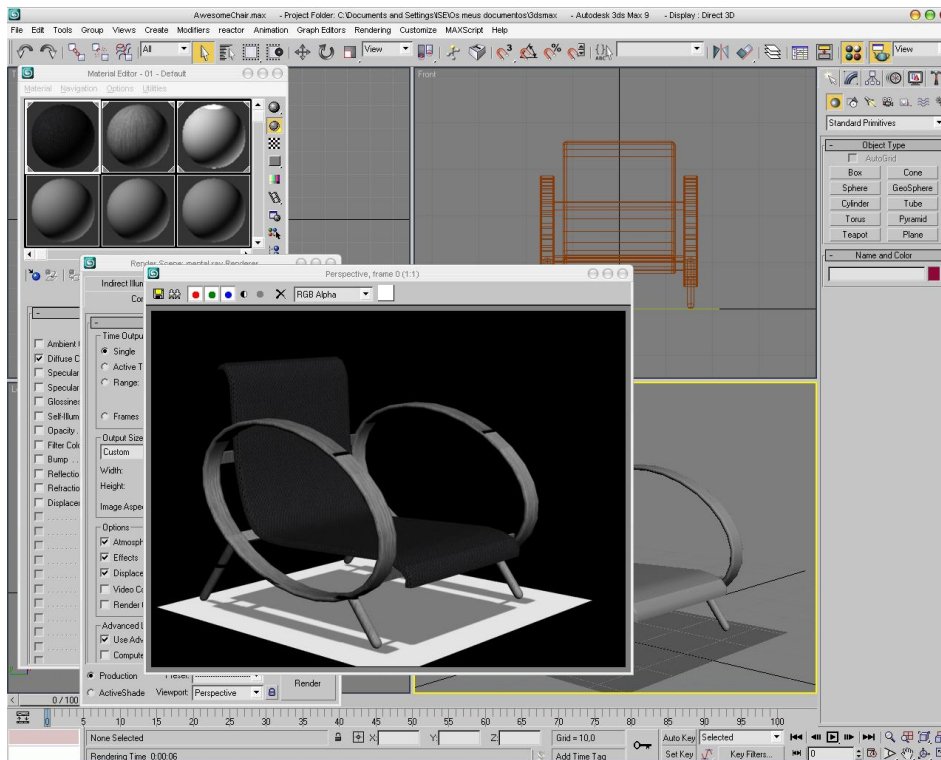 AwesomeChair.max - Project Folder: C:\Documents and Settings\ISE\Os meus documentos\3dsmax - Autodesk 3ds Max 9 - Display : Direct 3D
File Edit Tools Group Views Create Modifiers reactor Animation Graph Editors Rendering Customize MAXScript Help
All
View
View
Material Editor - 01 - Default
Material Navigation Options Utilities
Front
Standard Primitives
- Object Type
AutoGrid
Box Cone
Sphere GeoSphere
Cylinder Tube
Torus Pyramid
Teapot Plane
- Name and Color
Render Scene: mental ray Renderer
Indirect Illum
Perspective, frame 0 (1:1)
RGB Alpha
Time Outpu
Single
Active T
Range:
Frames
Output Size
Custom
Width:
Height:
Image Aspe
Options
Atmosph
Effects
Displace
Video Co
Render
Advanced L
Use Adv
Compute
Ambient
Diffuse C
Specular
Specular
Glossines
Self-Illum
Opacity
Filter Colo
Bump
Reflectio
Refractio
Displace
Production
Preset:
ActiveShade Viewport: Perspective
Render
0 / 100
0 5 10 15 20 25 30 35 40 45 50 55 60 65 70 75 80 85 90 95 100
None Selected X: Y: Z: Grid = 10,0 Auto Key Selected
Rendering Time 0:00:06 Add Time Tag Set Key Key Filters... 0